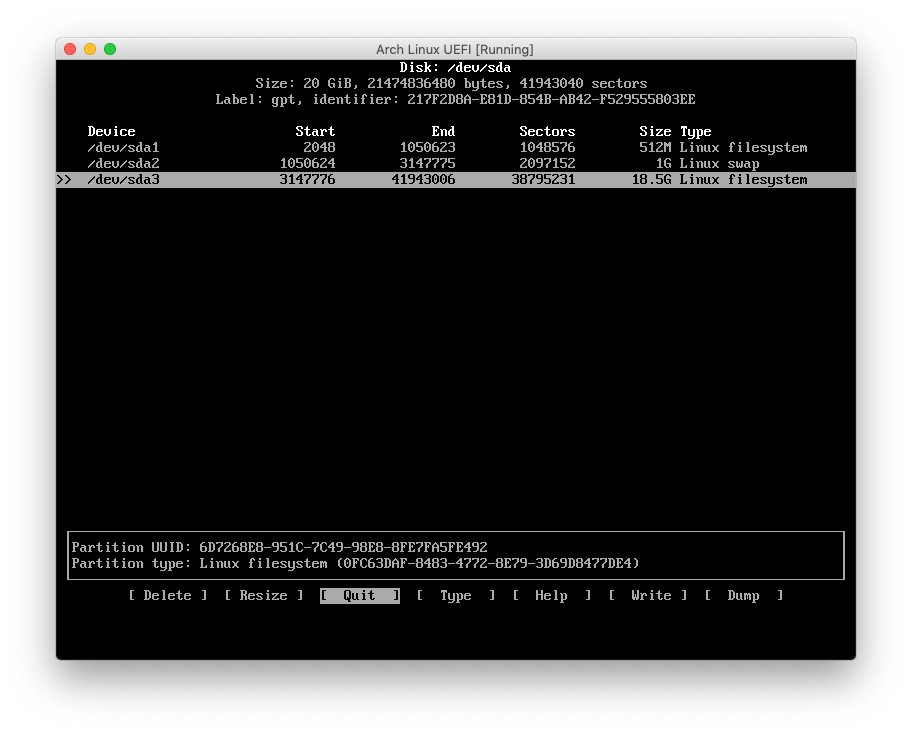 Arch Linux UEFI [Running]
Disk: /dev/sda
Size: 20 GiB, 21474836480 bytes, 41943040 sectors
Label: gpt, identifier: 217F2D8A-E81D-854B-AB42-F529555803EE
Device Start End Sectors Size Type
/dev/sda1 2048 1050623 1048576 512M Linux filesystem
/dev/sda2 1050624 3147775 2097152 1G Linux swap
>> /dev/sda3 3147776 41943006 38795231 18.5G Linux filesystem
Partition UUID: 6D7268E8-951C-7C49-98E8-8FE7FA5FE492
Partition type: Linux filesystem (0FC63DAF-8483-4772-8E79-3D69D8477DE4)
[ Delete ] [ Resize ] [ Quit ] [ Type ] [ Help ] [ Write ] [ Dump ]